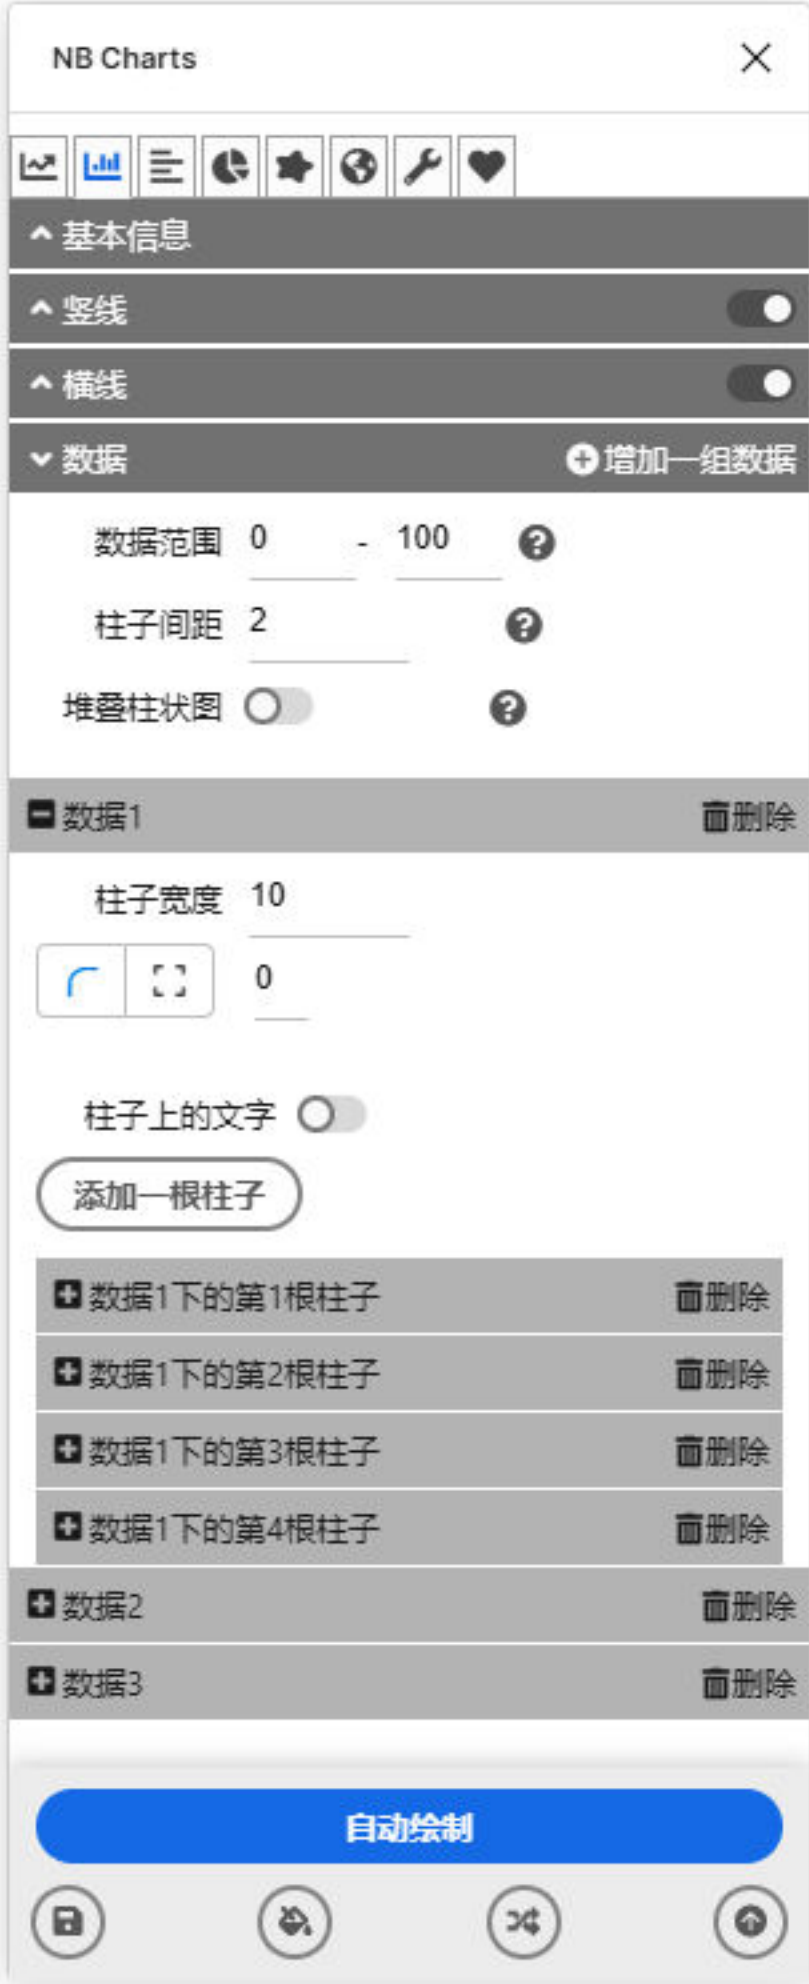 NB Charts
基本信息
竖线
横线
数据 增加一组数据
数据范围 0 - 100
柱子间距 2
堆叠柱状图
数据1 删除
柱子宽度 10
0
柱子上的文字
添加一根柱子
数据1下的第1根柱子 删除
数据1下的第2根柱子 删除
数据1下的第3根柱子 删除
数据1下的第4根柱子 删除
数据2 删除
数据3 删除
自动绘制